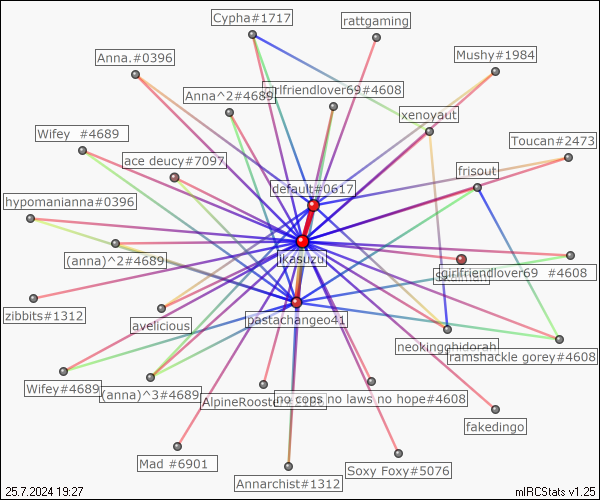 Cypha#1717
rattgaming
Anna.#0396
Mushy#1984
Anna^2#4689
girlfriendlover69#4608
xenoyaut
Wifey #4689
Toucan#2473
ace deucy#7097
frisout
default#0617
hypomanianna#0396
(anna)^2#4689
ikasuzu
girlfriendlover69 #4608
zibbits#1312
avelicious
pastachangeo41
neokingghidorah
ramshackle gorey#4608
Wifey#4689
(anna)^3#4689
AlpineRooster
no cops no laws no hope#4608
fakedingo
Mad #6901
Soxy Foxy#5076
Annarchist#1312
25.7.2024 19:27
mIRCStats v1.25